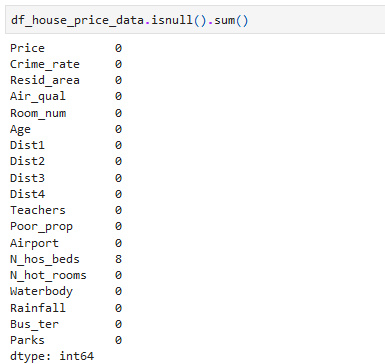 df_house_price_data.isnull().sum()
Price 0
Crime_rate 0
Resid_area 0
Air_qual 0
Room_num 0
Age 0
Dist1 0
Dist2 0
Dist3 0
Dist4 0
Teachers 0
Poor_prop 0
Airport 0
N_hos_beds 8
N_hot_rooms 0
Waterbody 0
Rainfall 0
Bus_ter 0
Parks 0
dtype: int64